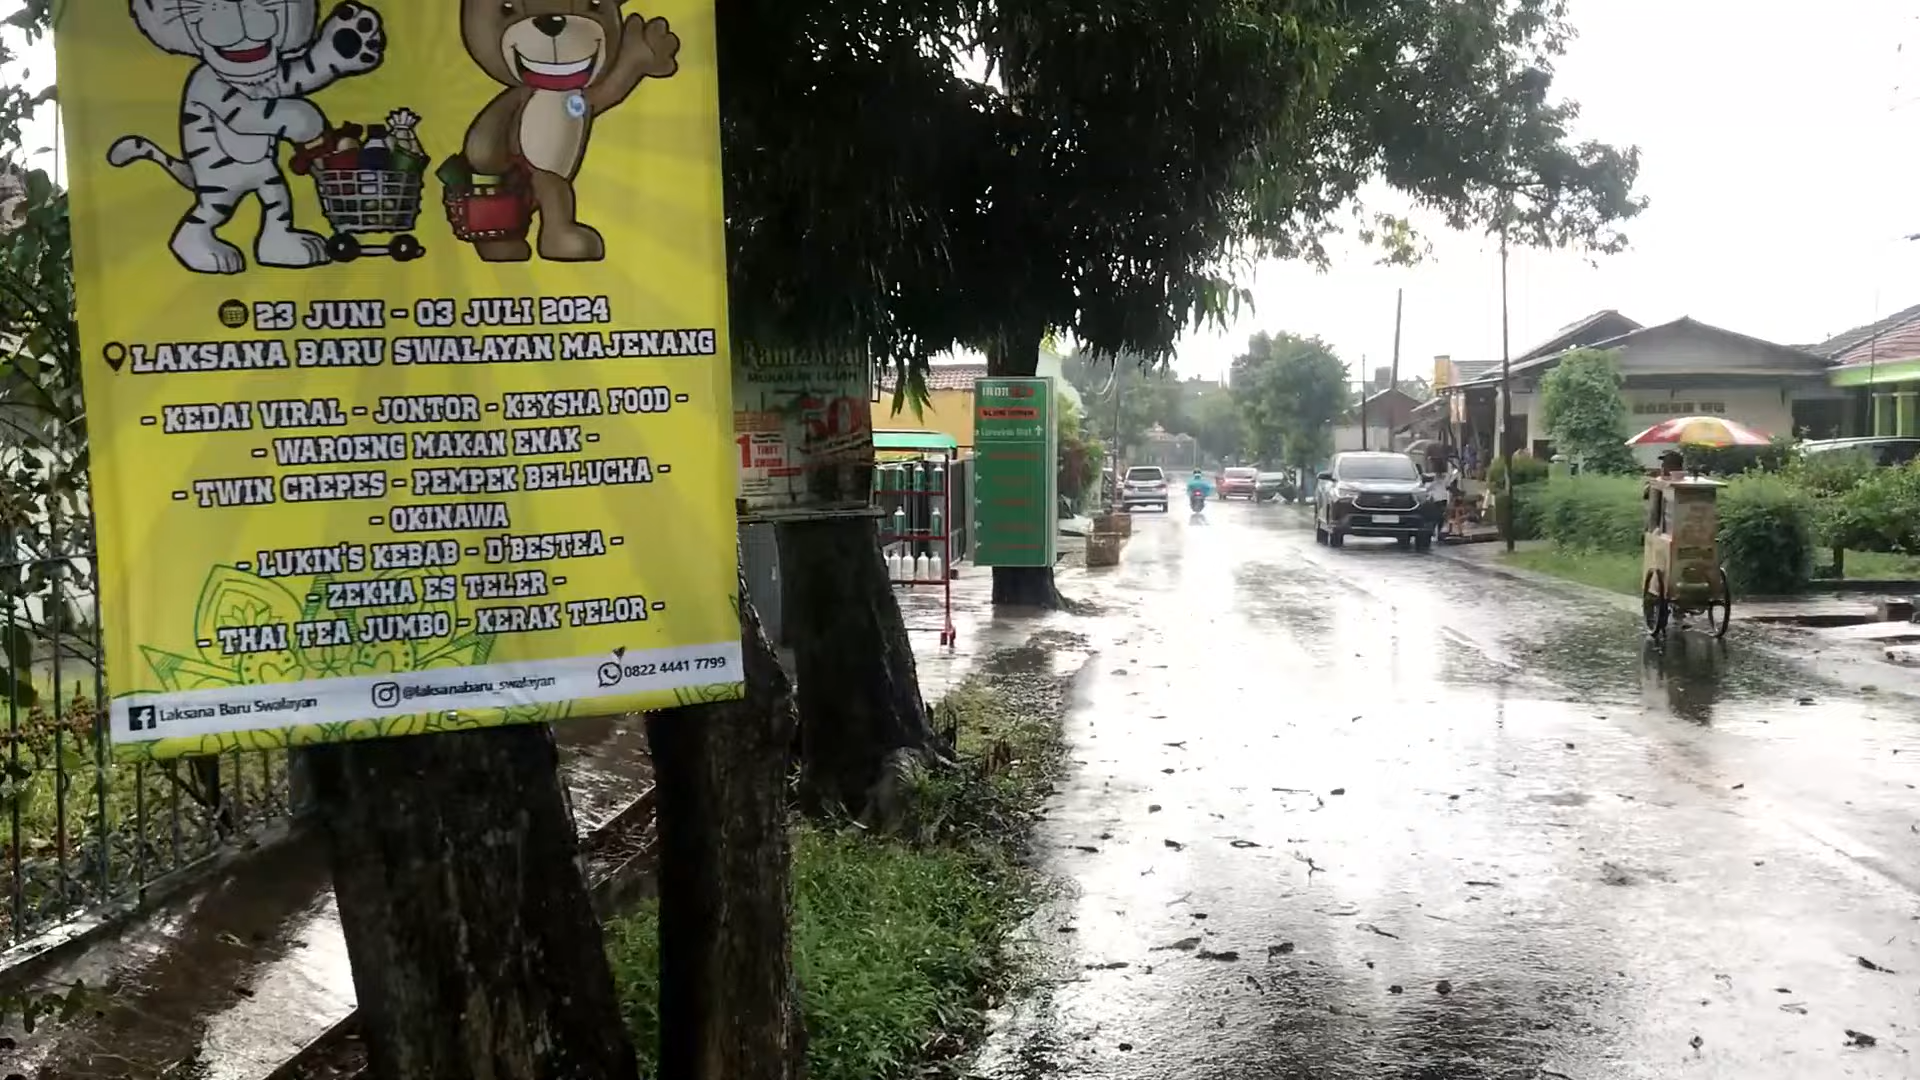 23 JUNI - 03 JULI 2024
LAKSANA BARU SWALAYAN MAJENANG
- KEDAI VIRAL - JONTOR - KEYSHA FOOD -
- WAROENG MAKAN ENAK -
- TWIN CREPES - PEMPEK BELLUCHA -
- OKINAWA
- LUKIN'S KEBAB - D'BESTEA -
- ZEKHA ES TELER -
- THAI TEA JUMBO - KERAK TELOR -
Laksana Baru Swalayan
@laksanabaru_swalayan
0822 4441 7799
50
1